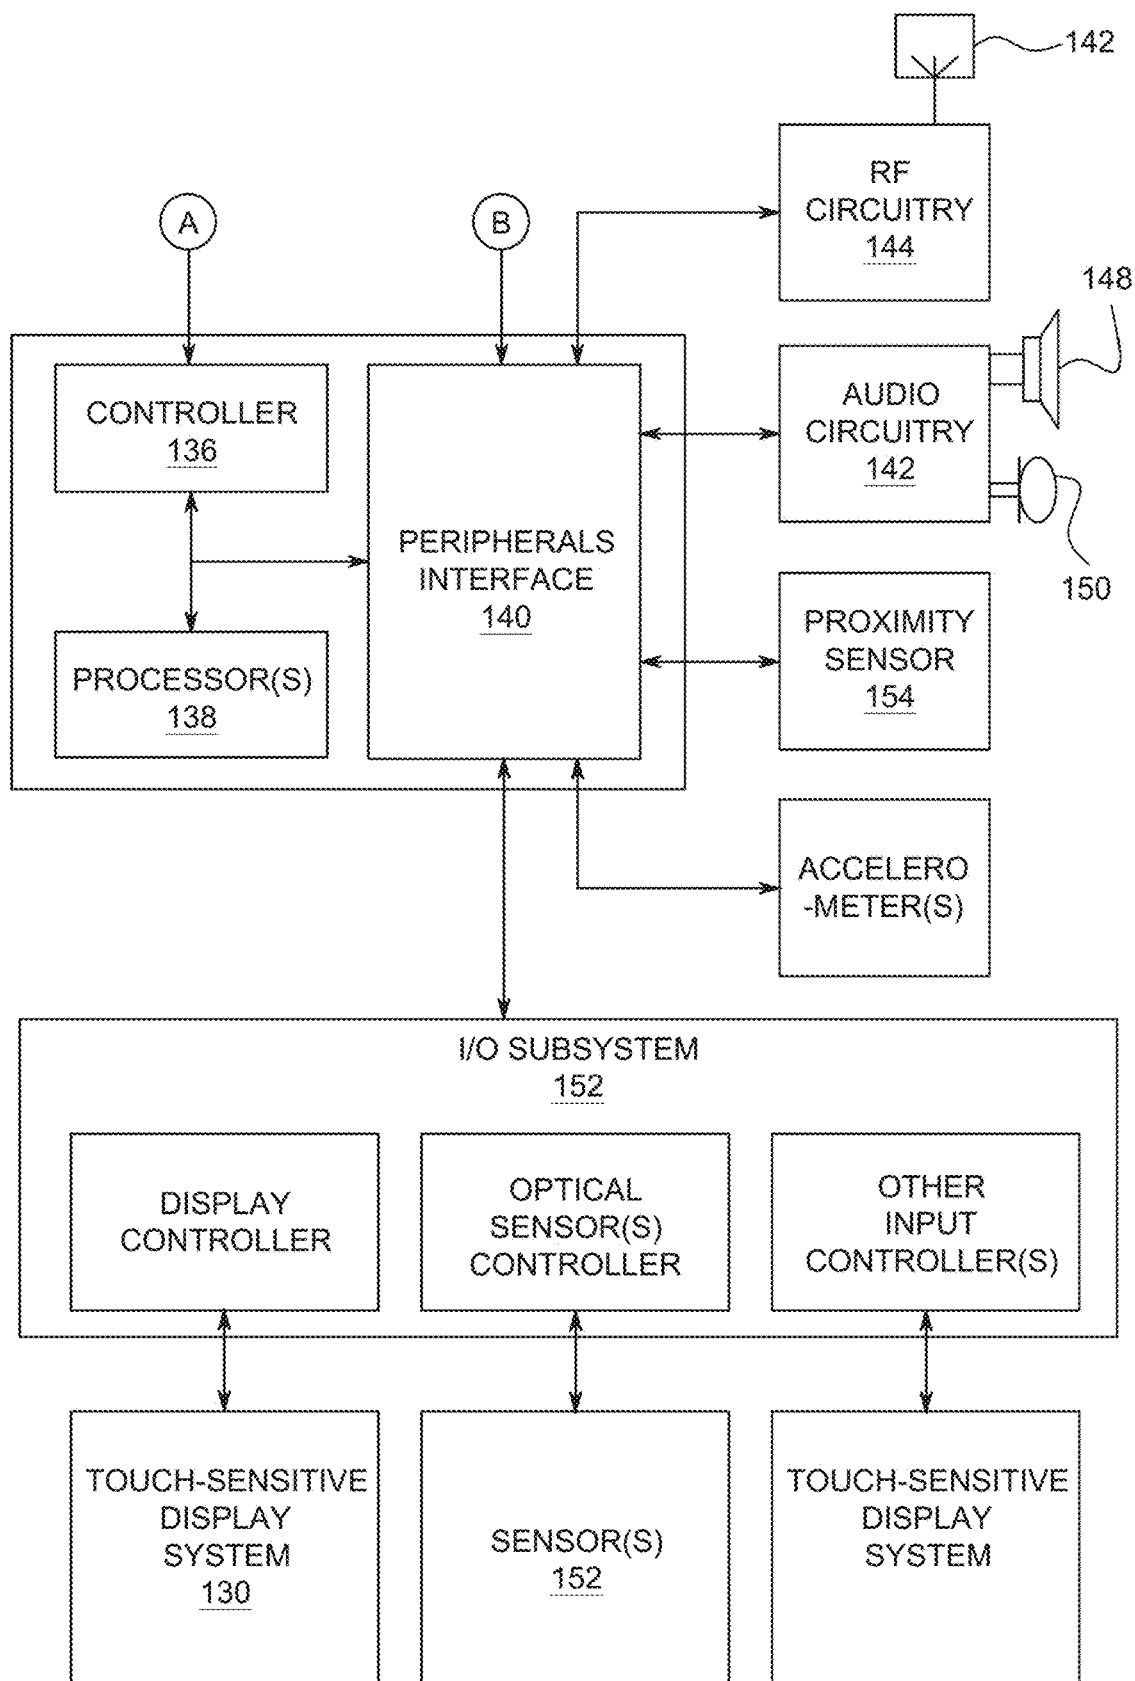 142
RF
CIRCUITRY
144
A
B
148
CONTROLLER
136
AUDIO
CIRCUITRY
142
PERIPHERALS
INTERFACE
140
150
PROCESSOR(S)
138
PROXIMITY
SENSOR
154
ACCELERO
-METER(S)
I/O SUBSYSTEM
152
DISPLAY
CONTROLLER
OPTICAL
SENSOR(S)
CONTROLLER
OTHER
INPUT
CONTROLLER(S)
TOUCH-SENSITIVE
DISPLAY
SYSTEM
130
SENSOR(S)
152
TOUCH-SENSITIVE
DISPLAY
SYSTEM